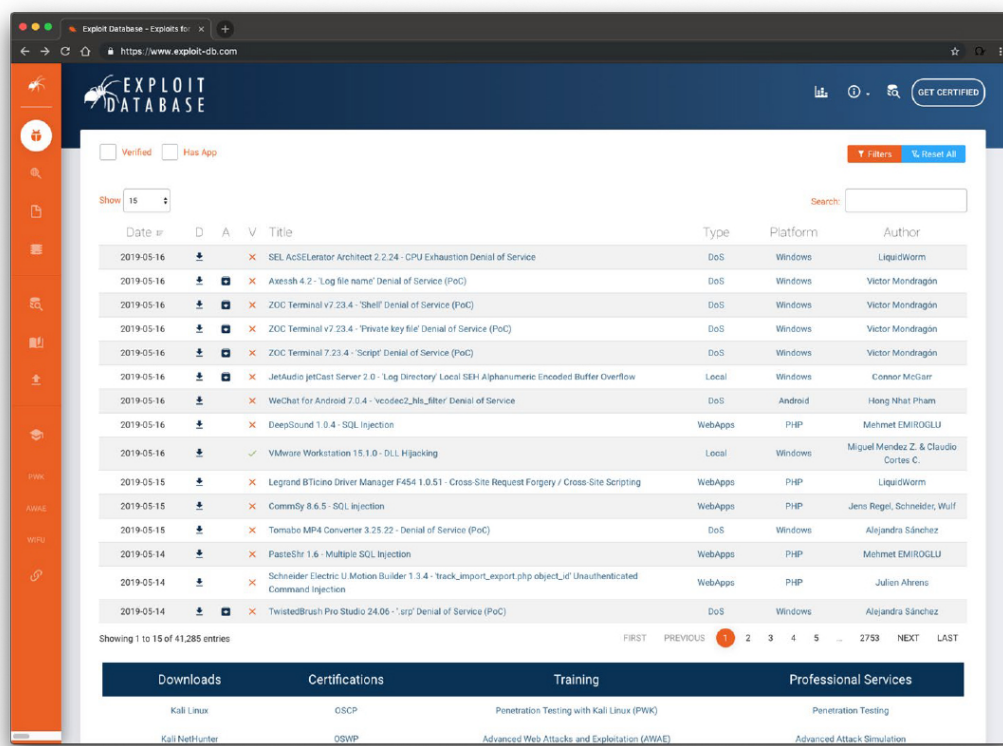 Exploit Database - Exploits for
https://www.exploit-db.com
EXPLOIT
DATABASE
GET CERTIFIED
Verified Has App
Filters Reset All
Show 15
Search:
Date D A V Title Type Platform Author
2019-05-16 SEL AcSELerator Architect 2.2.24 - CPU Exhaustion Denial of Service DoS Windows LiquidWorm
2019-05-16 Axessh 4.2 - 'Log file name' Denial of Service (PoC) DoS Windows Victor Mondragón
2019-05-16 ZOC Terminal v7.23.4 - 'Shell' Denial of Service (PoC) DoS Windows Victor Mondragón
2019-05-16 ZOC Terminal v7.23.4 - 'Private key file' Denial of Service (PoC) DoS Windows Victor Mondragón
2019-05-16 ZOC Terminal 7.23.4 - 'Script' Denial of Service (PoC) DoS Windows Victor Mondragón
2019-05-16 JetAudio jetCast Server 2.0 - 'Log Directory' Local SEH Alphanumeric Encoded Buffer Overflow Local Windows Connor McGarr
2019-05-16 WeChat for Android 7.0.4 - 'vcodec2_hls_filter' Denial of Service DoS Android Hong Nhat Pham
2019-05-16 DeepSound 1.0.4 - SQL Injection WebApps PHP Mehmet EMIROGLU
2019-05-16 VMware Workstation 15.1.0 - DLL Hijacking Local Windows Miguel Mendez Z. & Claudio
Cortes C.
2019-05-15 Legrand BTicino Driver Manager F454 1.0.51 - Cross-Site Request Forgery / Cross-Site Scripting WebApps PHP LiquidWorm
2019-05-15 CommSy 8.6.5 - SQL injection WebApps PHP Jens Regel, Schneider, Wulf
2019-05-15 Tomabo MP4 Converter 3.25.22 - Denial of Service (PoC) DoS Windows Alejandra Sánchez
2019-05-14 PasteShr 1.6 - Multiple SQL Injection WebApps PHP Mehmet EMIROGLU
2019-05-14 Schneider Electric U.Motion Builder 1.3.4 - 'track_import_export.php object_id' Unauthenticated
Command Injection WebApps PHP Julien Ahrens
2019-05-14 TwistedBrush Pro Studio 24.06 - '.srp' Denial of Service (PoC) DoS Windows Alejandra Sánchez
Showing 1 to 15 of 41,285 entries FIRST PREVIOUS 1 2 3 4 5 ... 2753 NEXT LAST
PWK
AWAE
WIFU
Downloads Certifications Training Professional Services
Kali Linux OSCP Penetration Testing with Kali Linux (PWK) Penetration Testing
Kali NetHunter OSWP Advanced Web Attacks and Exploitation (AWAE) Advanced Attack Simulation